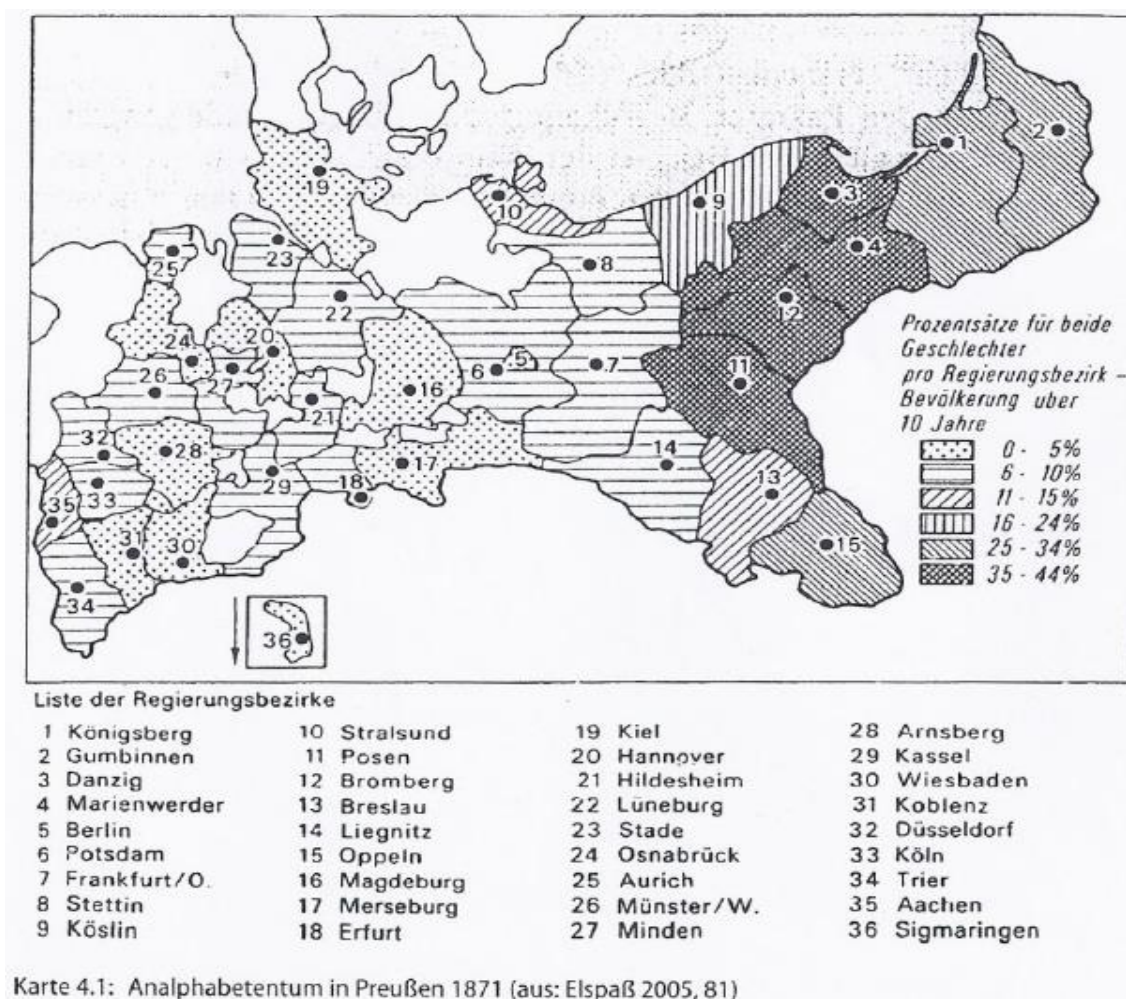 19
10
9
3
1
2
4
8
25
23
22
12
20
24
27
26
5
6
7
11
16
21
32
28
17
14
13
33
18
29
35
31
30
15
34
36
Prozentsätze für beide
Geschlechter
pro Regierungsbezirk –
Bevölkerung uber
10 Jahre
0 - 5%
6 - 10%
11 - 15%
16 - 24%
25 - 34%
35 - 44%
Liste der Regierungsbezirke
1 Königsberg
2 Gumbinnen
3 Danzig
4 Marienwerder
5 Berlin
6 Potsdam
7 Frankfurt/O.
8 Stettin
9 Köslin
10 Stralsund
11 Posen
12 Bromberg
13 Breslau
14 Liegnitz
15 Oppeln
16 Magdeburg
17 Merseburg
18 Erfurt
19 Kiel
20 Hannover
21 Hildesheim
22 Lüneburg
23 Stade
24 Osnabrück
25 Aurich
26 Münster/W.
27 Minden
28 Arnsberg
29 Kassel
30 Wiesbaden
31 Koblenz
32 Düsseldorf
33 Köln
34 Trier
35 Aachen
36 Sigmaringen
Karte 4.1: Analphabetentum in Preußen 1871 (aus: Elspaß 2005, 81)